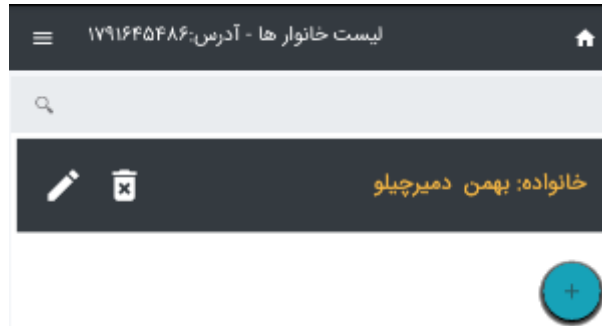 لیست خانوار ها - آدرس:۱۷۹۱۶۴۵۴۸۶
خانواده: بهمن دمیرچیلو
+